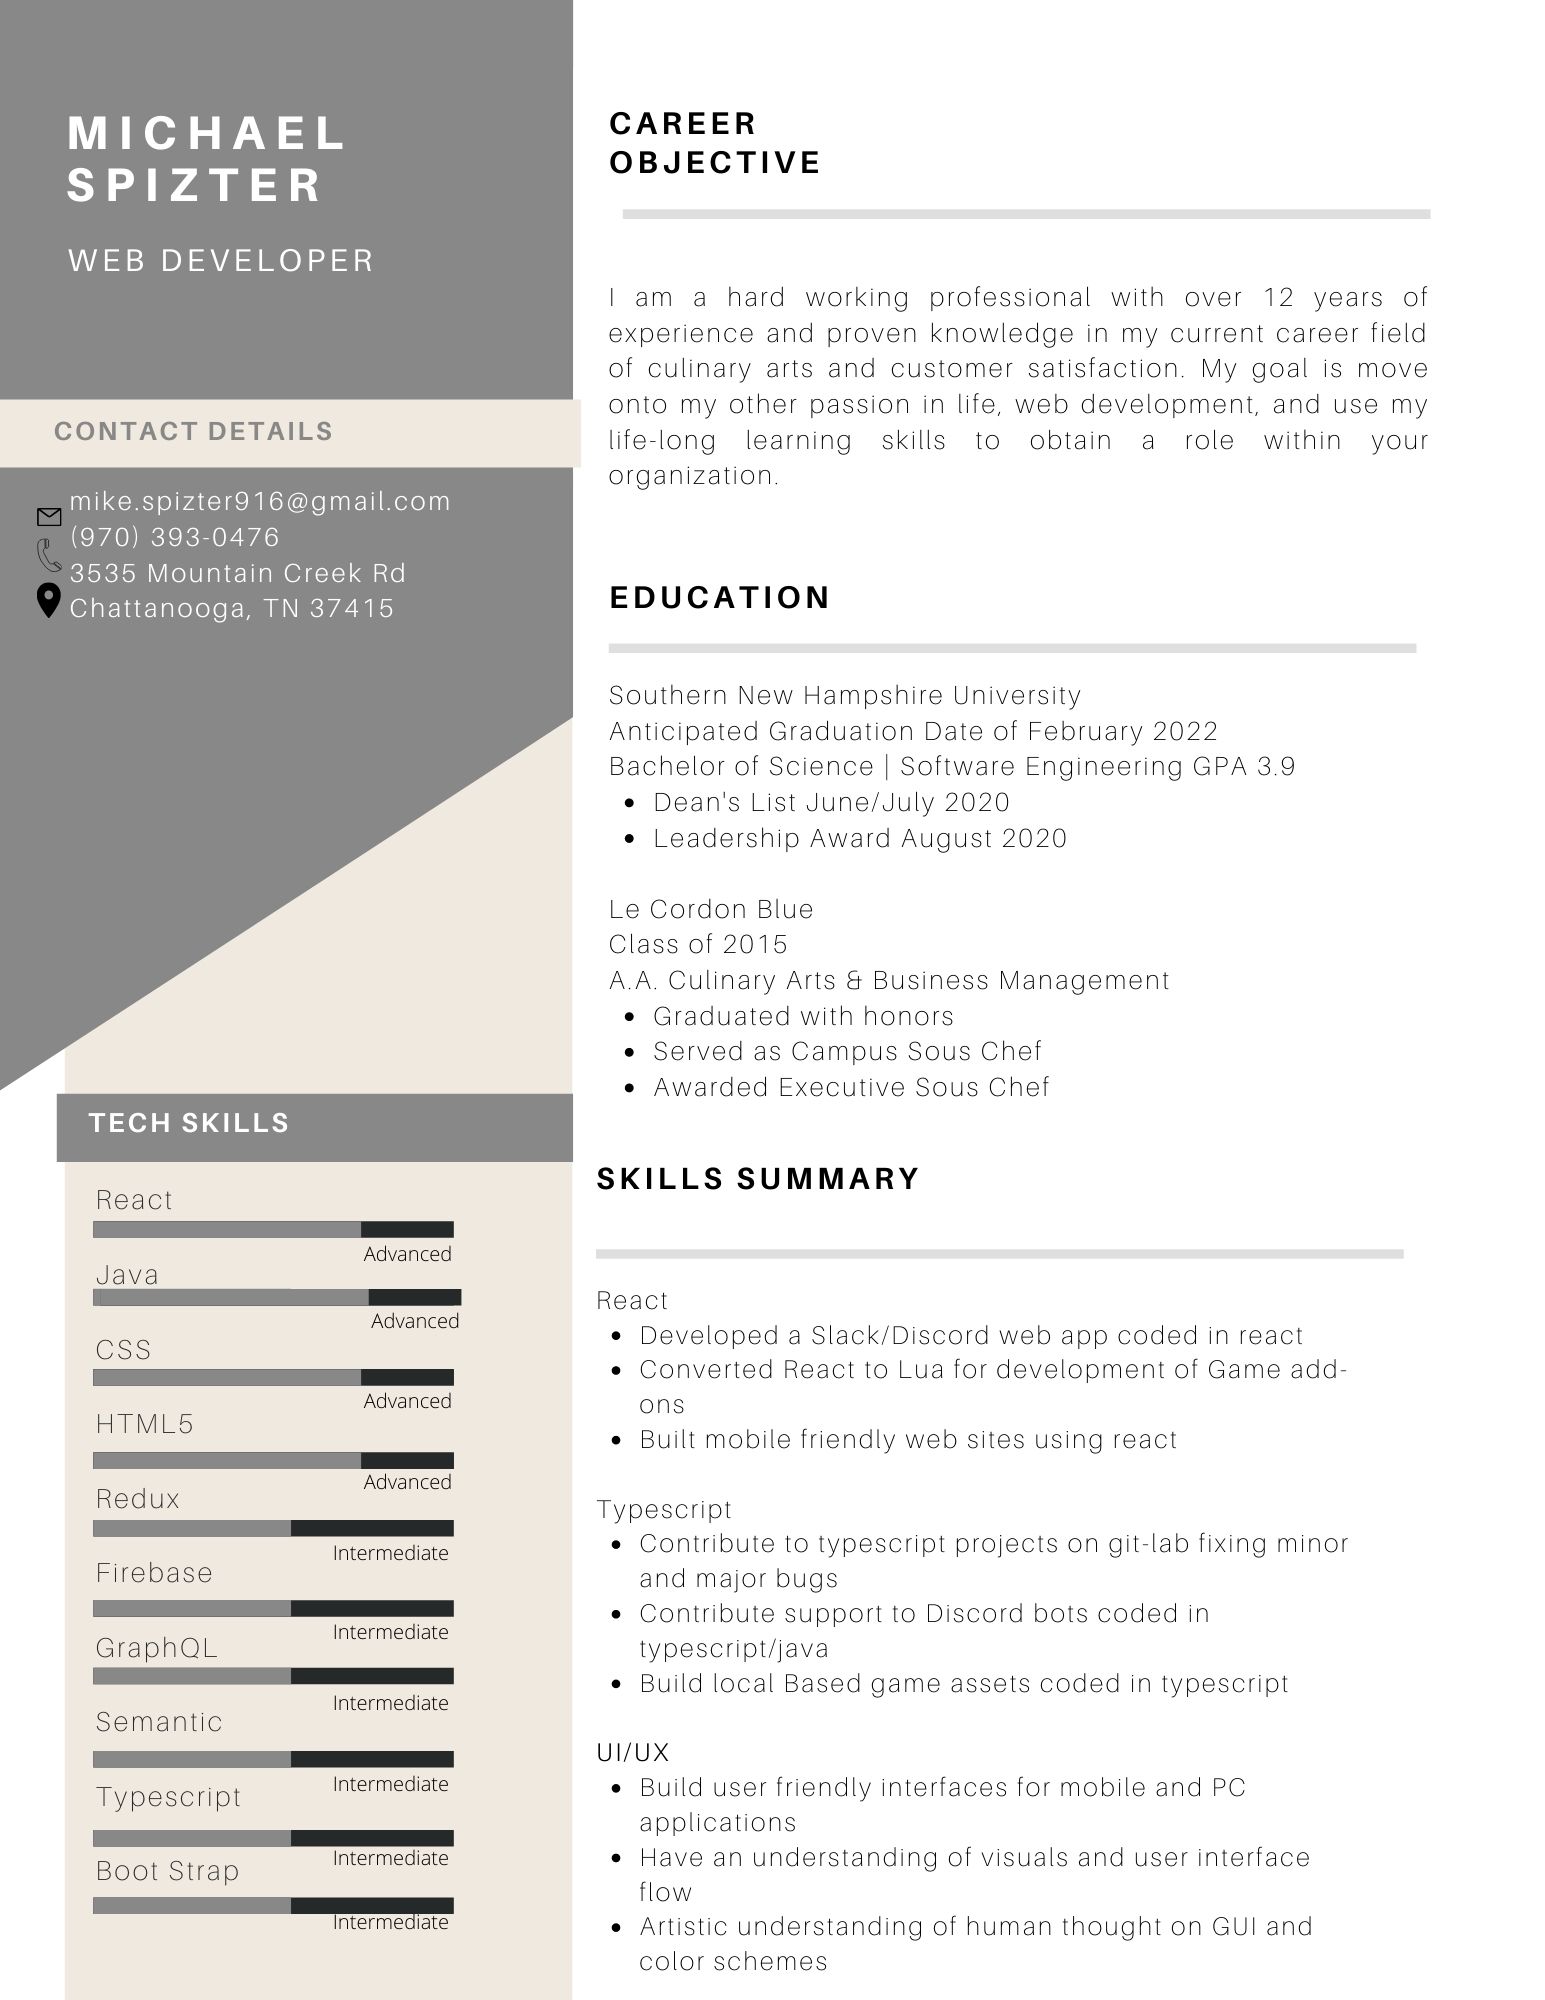 MICHAEL
SPIZTER
WEB DEVELOPER
CONTACT DETAILS
mike.spizter916@gmail.com
(970) 393-0476
3535 Mountain Creek Rd
Chattanooga, TN 37415
TECH SKILLS
React
Advanced
Java
Advanced
CSS
Advanced
HTML5
Advanced
Redux
Intermediate
Firebase
Intermediate
GraphQL
Intermediate
Semantic
Intermediate
Typescript
Intermediate
Boot Strap
Intermediate
CAREER
OBJECTIVE
I am a hard working professional with over 12 years of
experience and proven knowledge in my current career field
of culinary arts and customer satisfaction. My goal is move
onto my other passion in life, web development, and use my
life-long learning skills to obtain a role within your
organization.
EDUCATION
Southern New Hampshire University
Anticipated Graduation Date of February 2022
Bachelor of Science | Software Engineering GPA 3.9
• Dean's List June/July 2020
• Leadership Award August 2020
Le Cordon Blue
Class of 2015
A.A. Culinary Arts & Business Management
• Graduated with honors
• Served as Campus Sous Chef
• Awarded Executive Sous Chef
SKILLS SUMMARY
React
• Developed a Slack/Discord web app coded in react
• Converted React to Lua for development of Game add-
ons
• Built mobile friendly web sites using react
Typescript
• Contribute to typescript projects on git-lab fixing minor
and major bugs
• Contribute support to Discord bots coded in
typescript/java
• Build local Based game assets coded in typescript
UI/UX
• Build user friendly interfaces for mobile and PC
applications
• Have an understanding of visuals and user interface
flow
• Artistic understanding of human thought on GUI and
color schemes